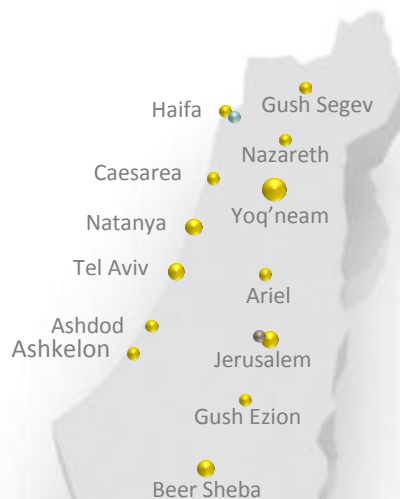 Haifa
Gush Segev
Nazareth
Caesarea
Yoq’neam
Natanya
Tel Aviv
Ariel
Ashdod
Ashkelon
Jerusalem
Gush Ezion
Beer Sheba